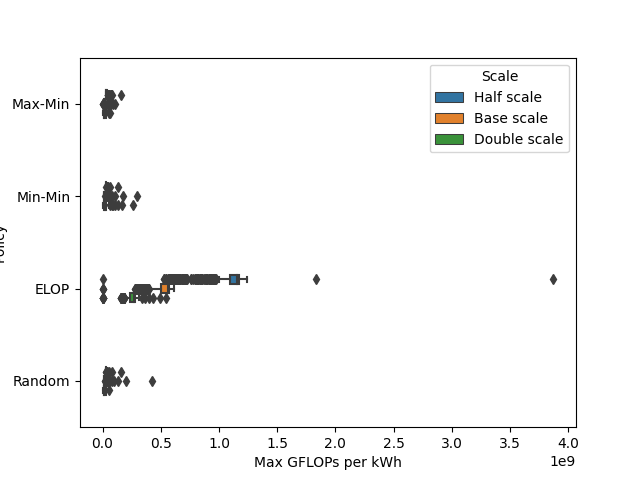 Scale
Half scale
Base scale
Double scale
Max-Min
Min-Min
ELOP
Random
0.0 0.5 1.0 1.5 2.0 2.5 3.0 3.5 4.0
1e9
Max GFLOPs per kWh